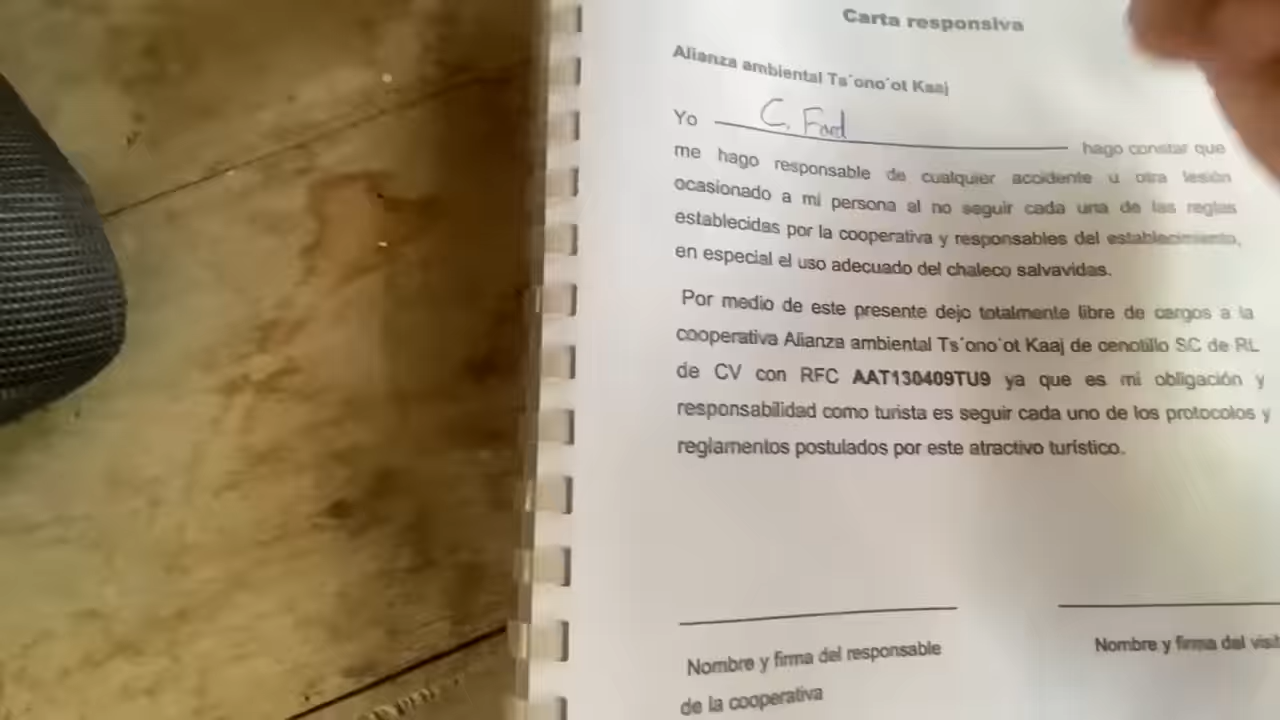 Carta responsiva
Alianza ambiental Ts´ono´ot Kaaj
Yo C. Ford hago constar que
me hago responsable de cualquier accidente u otra lesión
ocasionado a mi persona al no seguir cada una de las reglas
establecidas por la cooperativa y responsables del establecimiento,
en especial el uso adecuado del chaleco salvavidas.
Por medio de este presente dejo totalmente libre de cargos a la
cooperativa Alianza ambiental Ts´ono´ot Kaaj de cenotillo SC de RL
de CV con RFC AAT130409TU9 ya que es mi obligación y
responsabilidad como turista es seguir cada uno de los protocolos y
reglamentos postulados por este atractivo turístico.
Nombre y firma del responsable
de la cooperativa
Nombre y firma del visit